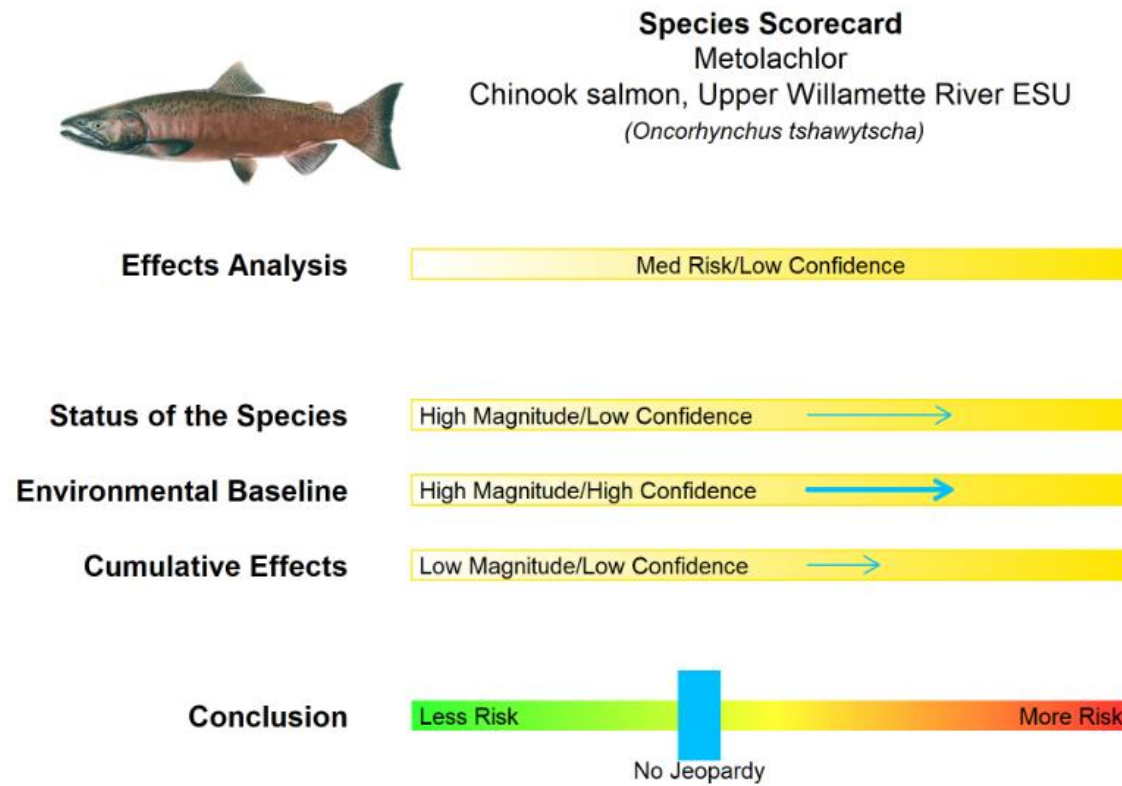 Species Scorecard
Metolachlor
Chinook salmon, Upper Willamette River ESU
(Oncorhynchus tshawytscha)
Effects Analysis
Med Risk/Low Confidence
Status of the Species
High Magnitude/Low Confidence
Environmental Baseline
High Magnitude/High Confidence
Cumulative Effects
Low Magnitude/Low Confidence
Conclusion
Less Risk
More Risk
No Jeopardy